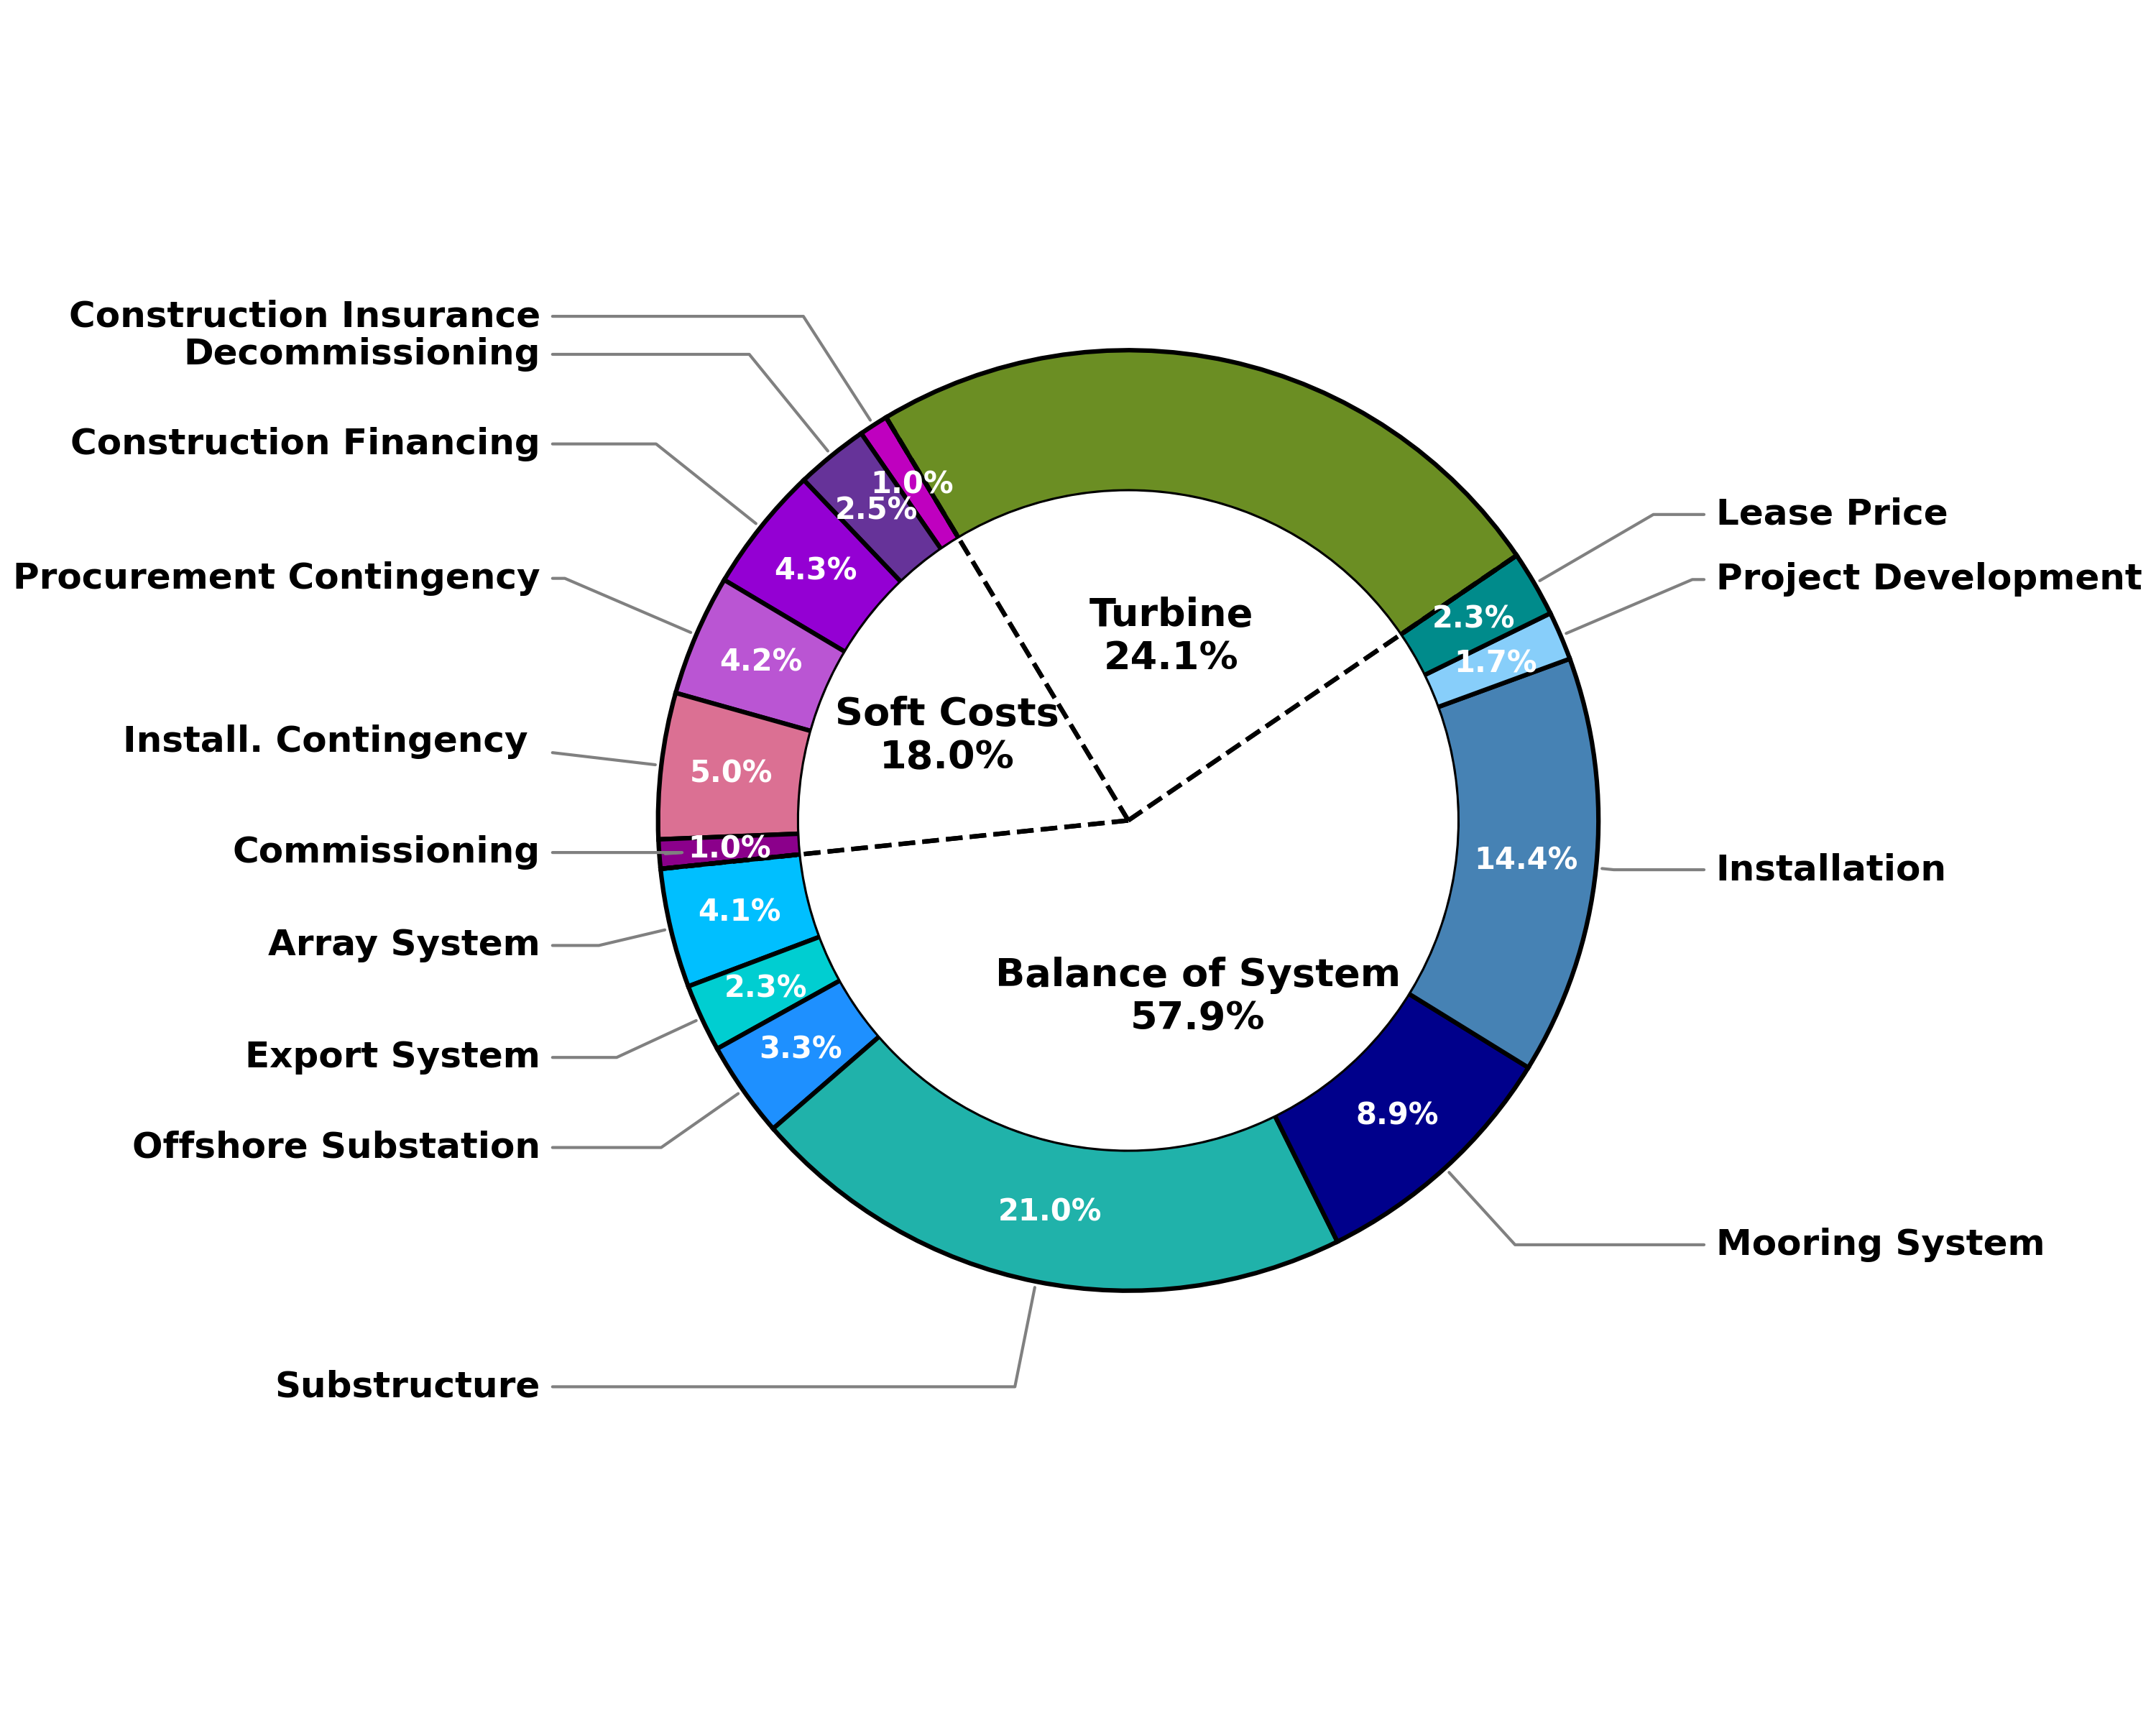 Construction Insurance
Decommissioning
Construction Financing
Procurement Contingency
Install. Contingency
Commissioning
Array System
Export System
Offshore Substation
Substructure
1.0%
2.5%
4.3%
4.2%
5.0%
1.0%
4.1%
2.3%
3.3%
21.0%
Turbine
24.1%
Soft Costs
18.0%
Balance of System
57.9%
2.3%
1.7%
14.4%
8.9%
Lease Price
Project Development
Installation
Mooring System